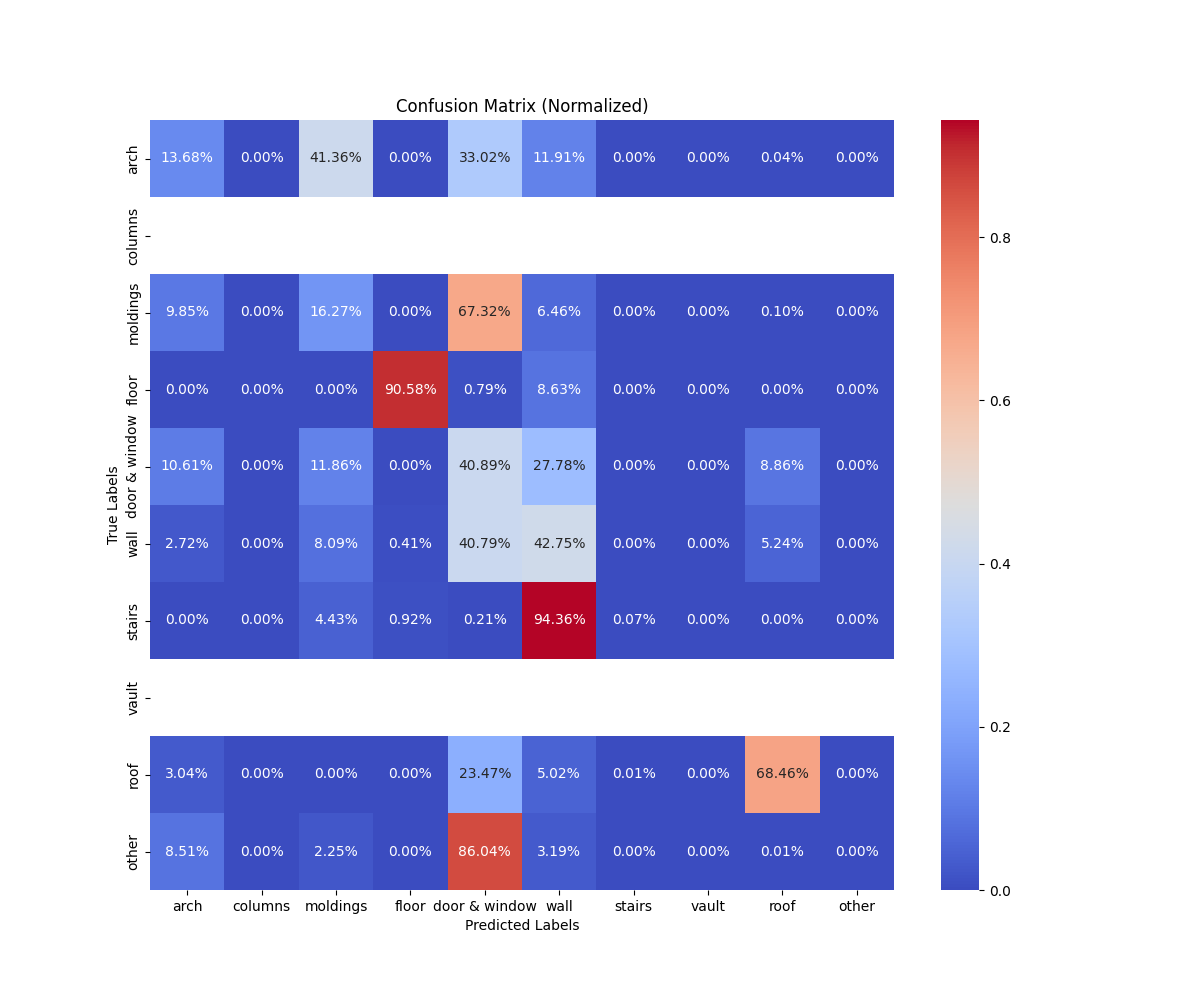 Confusion Matrix (Normalized)
arch 13.68% 0.00% 41.36% 0.00% 33.02% 11.91% 0.00% 0.00% 0.04% 0.00%
columns
moldings 9.85% 0.00% 16.27% 0.00% 67.32% 6.46% 0.00% 0.00% 0.10% 0.00%
floor 0.00% 0.00% 0.00% 90.58% 0.79% 8.63% 0.00% 0.00% 0.00% 0.00%
door & window 10.61% 0.00% 11.86% 0.00% 40.89% 27.78% 0.00% 0.00% 8.86% 0.00%
True Labels
wall 2.72% 0.00% 8.09% 0.41% 40.79% 42.75% 0.00% 0.00% 5.24% 0.00%
stairs 0.00% 0.00% 4.43% 0.92% 0.21% 94.36% 0.07% 0.00% 0.00% 0.00%
vault
roof 3.04% 0.00% 0.00% 0.00% 23.47% 5.02% 0.01% 0.00% 68.46% 0.00%
other 8.51% 0.00% 2.25% 0.00% 86.04% 3.19% 0.00% 0.00% 0.01% 0.00%
arch columns moldings floor door & window wall stairs vault roof other
Predicted Labels
0.8
0.6
0.4
0.2
0.0